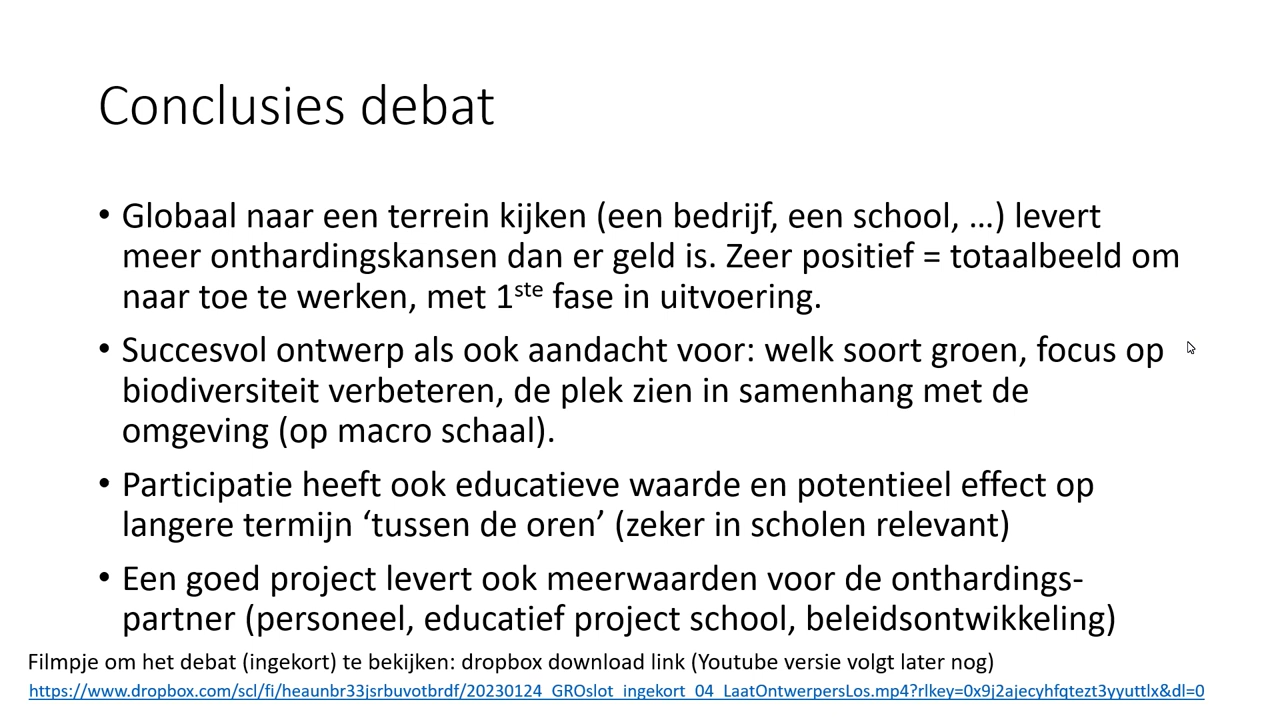 Conclusies debat
• Globaal naar een terrein kijken (een bedrijf, een school, …) levert
meer onthardingskansen dan er geld is. Zeer positief = totaalbeeld om
naar toe te werken, met 1ste fase in uitvoering.
• Succesvol ontwerp als ook aandacht voor: welk soort groen, focus op
biodiversiteit verbeteren, de plek zien in samenhang met de
omgeving (op macro schaal).
• Participatie heeft ook educatieve waarde en potentieel effect op
langere termijn ‘tussen de oren’ (zeker in scholen relevant)
• Een goed project levert ook meerwaarden voor de onthardings-
partner (personeel, educatief project school, beleidsontwikkeling)
Filmpje om het debat (ingekort) te bekijken: dropbox download link (Youtube versie volgt later nog)
https://www.dropbox.com/scl/fi/heaunbr33jsrbuvotbrdf/20230124_GROslot_ingekort_04_LaatOntwerpersLos.mp4?rlkey=0x9j2ajecyhfqtezt3yyuttlx&dl=0